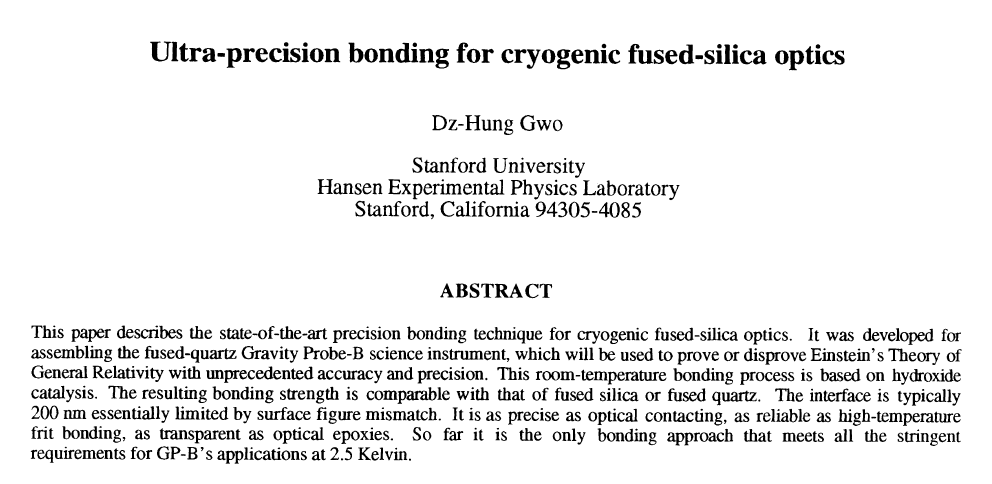 Ultra-precision bonding for cryogenic fused-silica optics
Dz-Hung Gwo
Stanford University
Hansen Experimental Physics Laboratory
Stanford, California 94305-4085
ABSTRACT
This paper describes the state-of-the-art precision bonding technique for cryogenic fused-silica optics. It was developed for
assembling the fused-quartz Gravity Probe-B science instrument, which will be used to prove or disprove Einstein's Theory of
General Relativity with unprecedented accuracy and precision. This room-temperature bonding process is based on hydroxide
catalysis. The resulting bonding strength is comparable with that of fused silica or fused quartz. The interface is typically
200 nm essentially limited by surface figure mismatch. It is as precise as optical contacting, as reliable as high-temperature
frit bonding, as transparent as optical epoxies. So far it is the only bonding approach that meets all the stringent
requirements for GP-B's applications at 2.5 Kelvin.